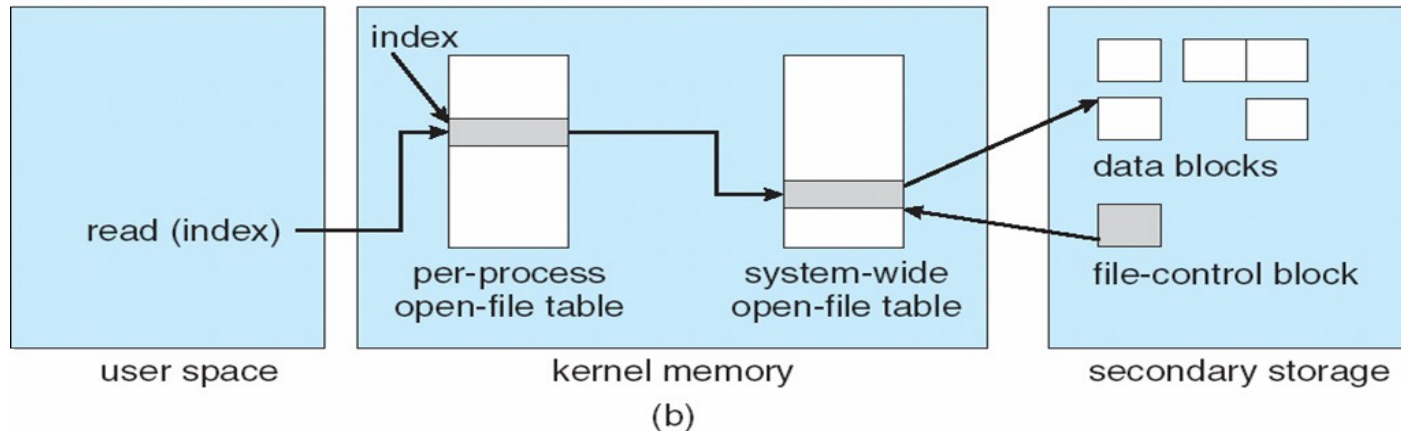 index
read (index)
per-process
open-file table
system-wide
open-file table
data blocks
file-control block
user space
kernel memory
secondary storage
(b)